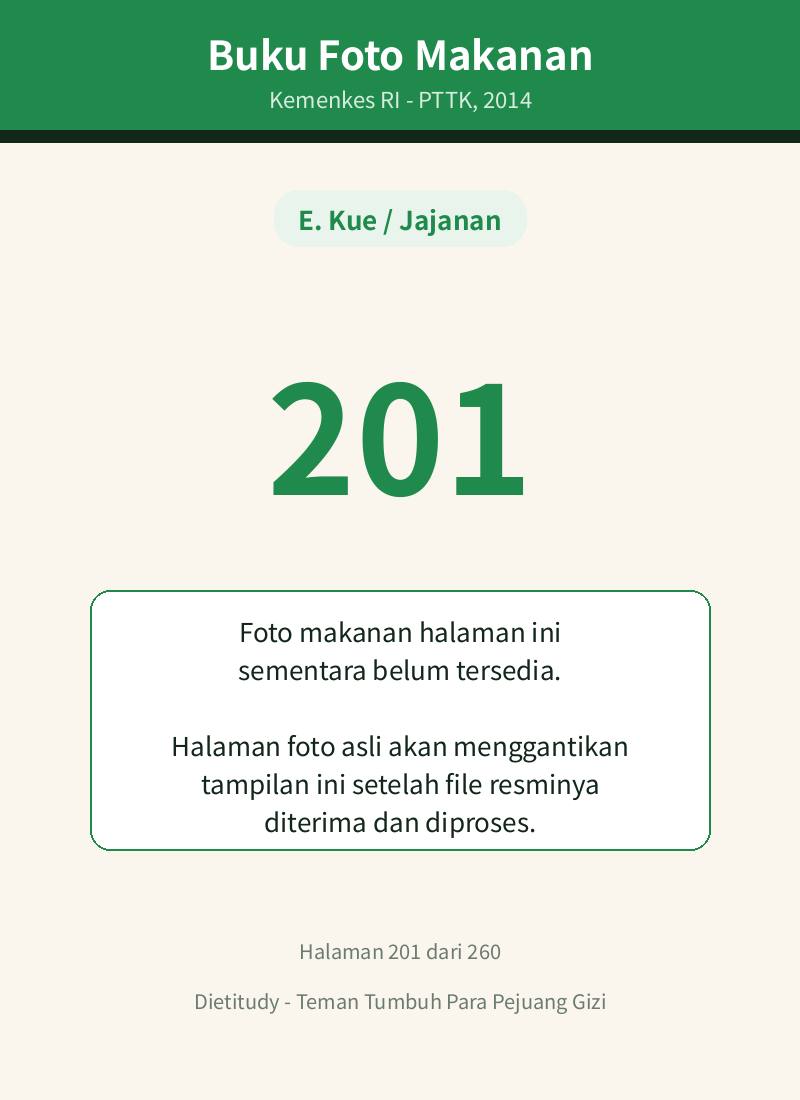 Buku Foto Makanan
Kemenkes RI - PTTK, 2014
E. Kue / Jajanan
201
Foto makanan halaman ini
sementara belum tersedia.
Halaman foto asli akan menggantikan
tampilan ini setelah file resminya
diterima dan diproses.
Halaman 201 dari 260
Dietitudy - Teman Tumbuh Para Pejuang Gizi